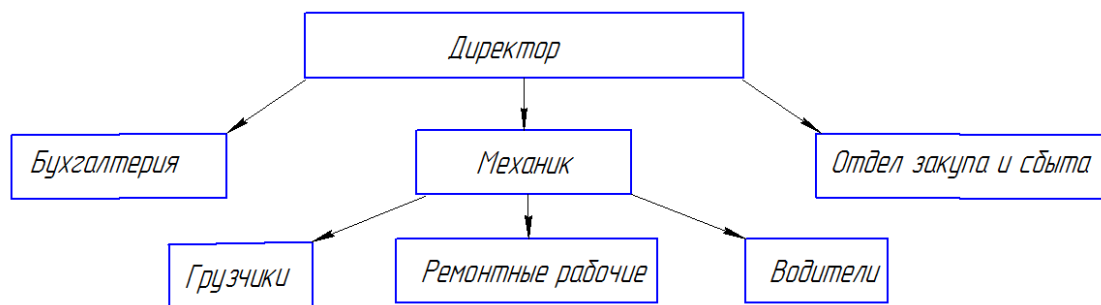 Директор
Бухгалтерия
Механик
Отдел закупа и сбыта
Грузчики
Ремонтные рабочие
Водители